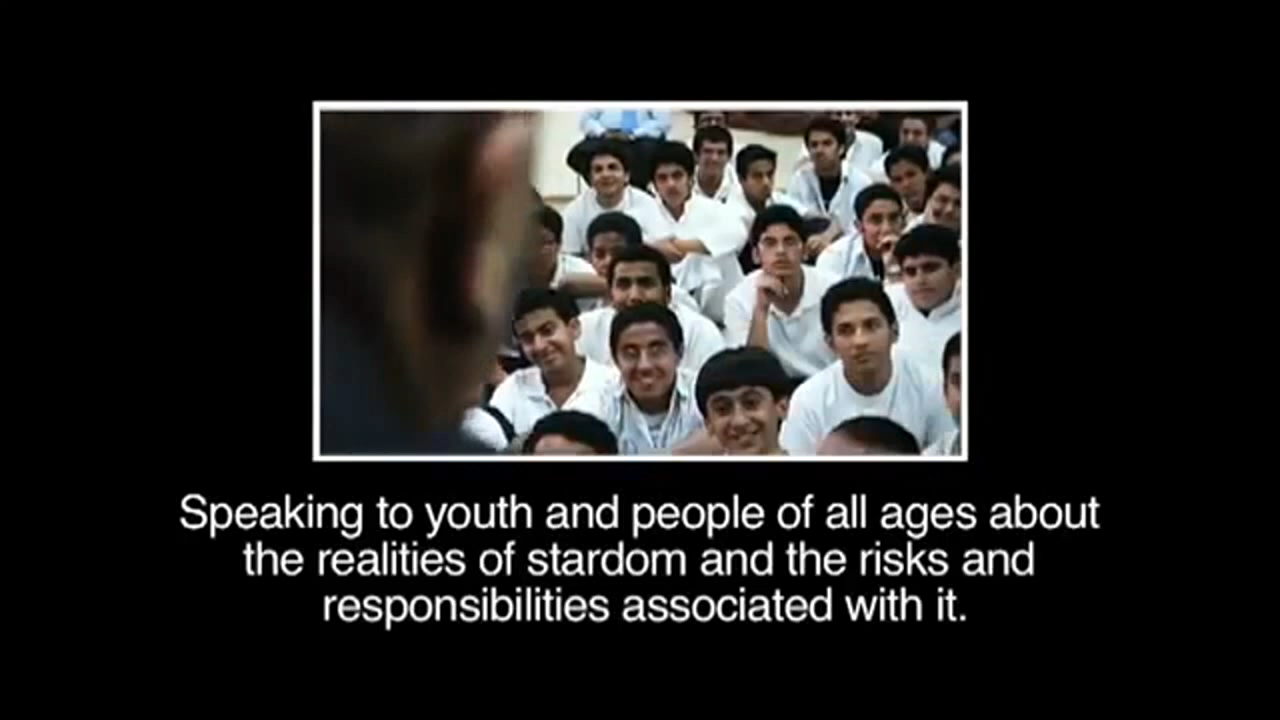 Speaking to youth and people of all ages about
the realities of stardom and the risks and
responsibilities associated with it.